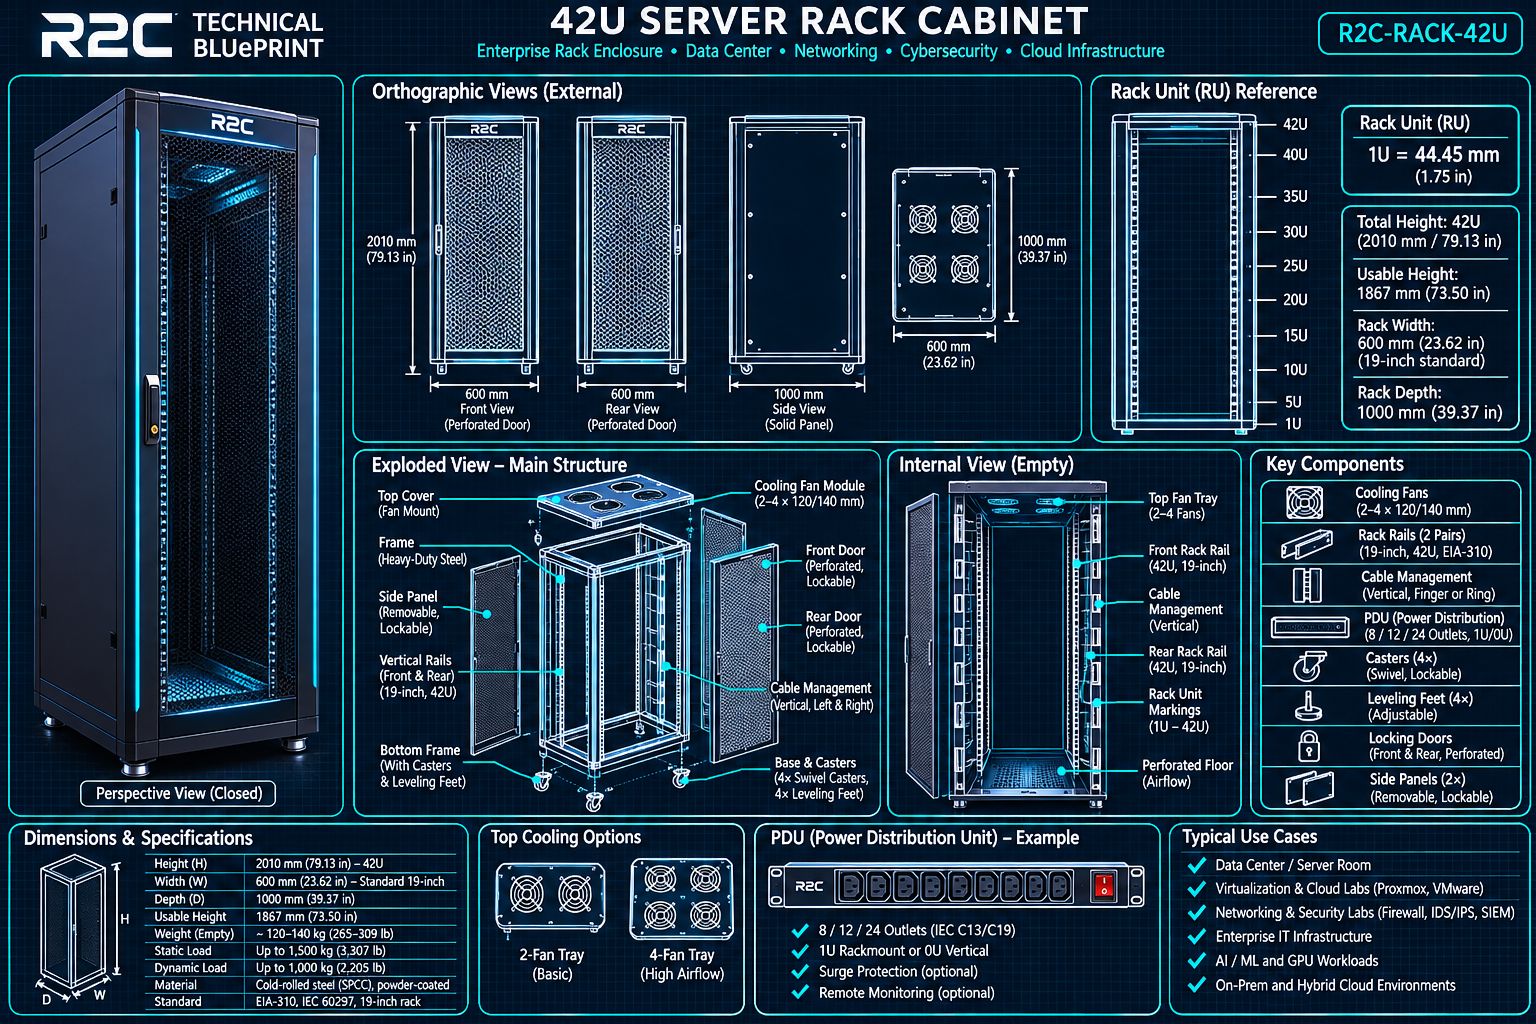 R2C TECHNICAL
BLUePRINT
42U SERVER RACK CABINET
Enterprise Rack Enclosure • Data Center • Networking • Cybersecurity • Cloud Infrastructure
R2C-RACK-42U
R2C
Perspective View (Closed)
Orthographic Views (External)
R2C
R2C
2010 mm
(79.13 in)
1000 mm
(39.37 in)
600 mm
(23.62 in)
600 mm
Front View
(Perforated Door)
600 mm
Rear View
(Perforated Door)
1000 mm
Side View
(Solid Panel)
Rack Unit (RU) Reference
42U
40U
35U
30U
25U
20U
15U
10U
5U
1U
Rack Unit (RU)
1U = 44.45 mm
(1.75 in)
Total Height: 42U
(2010 mm / 79.13 in)
Usable Height:
1867 mm (73.50 in)
Rack Width:
600 mm (23.62 in)
(19-inch standard)
Rack Depth:
1000 mm (39.37 in)
Exploded View – Main Structure
Top Cover
(Fan Mount)
Frame
(Heavy-Duty Steel)
Side Panel
(Removable,
Lockable)
Vertical Rails
(Front & Rear)
(19-inch, 42U)
Bottom Frame
(With Casters
& Leveling Feet)
Cooling Fan Module
(2–4 × 120/140 mm)
Front Door
(Perforated,
Lockable)
Rear Door
(Perforated,
Lockable)
Cable Management
(Vertical, Left & Right)
Base & Casters
(4x Swivel Casters,
4x Leveling Feet)
Internal View (Empty)
Top Fan Tray
(2–4 Fans)
Front Rack Rail
(42U, 19-inch)
Cable
Management
(Vertical)
Rear Rack Rail
(42U, 19-inch)
Rack Unit
Markings
(1U – 42U)
Perforated Floor
(Airflow)
Key Components
Cooling Fans
(2–4 × 120/140 mm)
Rack Rails (2 Pairs)
(19-inch, 42U, EIA-310)
Cable Management
(Vertical, Finger or Ring)
PDU (Power Distribution)
(8 / 12 / 24 Outlets, 1U/0U)
Casters (4×)
(Swivel, Lockable)
Leveling Feet (4×)
(Adjustable)
Locking Doors
(Front & Rear, Perforated)
Side Panels (2×)
(Removable, Lockable)
Dimensions & Specifications
H
D
W
Height (H) 2010 mm (79.13 in) – 42U
Width (W) 600 mm (23.62 in) – Standard 19-inch
Depth (D) 1000 mm (39.37 in)
Usable Height 1867 mm (73.50 in)
Weight (Empty) ~ 120–140 kg (265–309 lb)
Static Load Up to 1,500 kg (3,307 lb)
Dynamic Load Up to 1,000 kg (2,205 lb)
Material Cold-rolled steel (SPCC), powder-coated
Standard EIA-310, IEC 60297, 19-inch rack
Top Cooling Options
2-Fan Tray
(Basic)
4-Fan Tray
(High Airflow)
PDU (Power Distribution Unit) – Example
R2C
8 / 12 / 24 Outlets (IEC C13/C19)
1U Rackmount or 0U Vertical
Surge Protection (optional)
Remote Monitoring (optional)
Typical Use Cases
Data Center / Server Room
Virtualization & Cloud Labs (Proxmox, VMware)
Networking & Security Labs (Firewall, IDS/IPS, SIEM)
Enterprise IT Infrastructure
AI / ML and GPU Workloads
On-Prem and Hybrid Cloud Environments